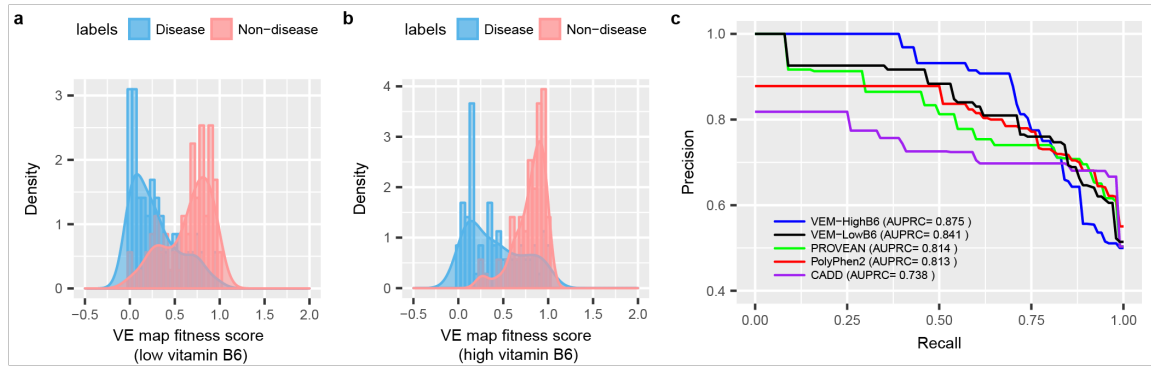 a
labels Disease Non-disease
3
2
1
0
Density
−0.5 0.0 0.5 1.0 1.5 2.0
VE map fitness score
(low vitamin B6)
b
labels Disease Non-disease
4
3
2
1
0
Density
−0.5 0.0 0.5 1.0 1.5 2.0
VE map fitness score
(high vitamin B6)
c
1.0
0.8
0.6
0.4
Precision
VEM-HighB6 (AUPRC= 0.875 )
VEM-LowB6 (AUPRC= 0.841 )
PROVEAN (AUPRC= 0.814 )
PolyPhen2 (AUPRC= 0.813 )
CADD (AUPRC= 0.738 )
0.00 0.25 0.50 0.75 1.00
Recall